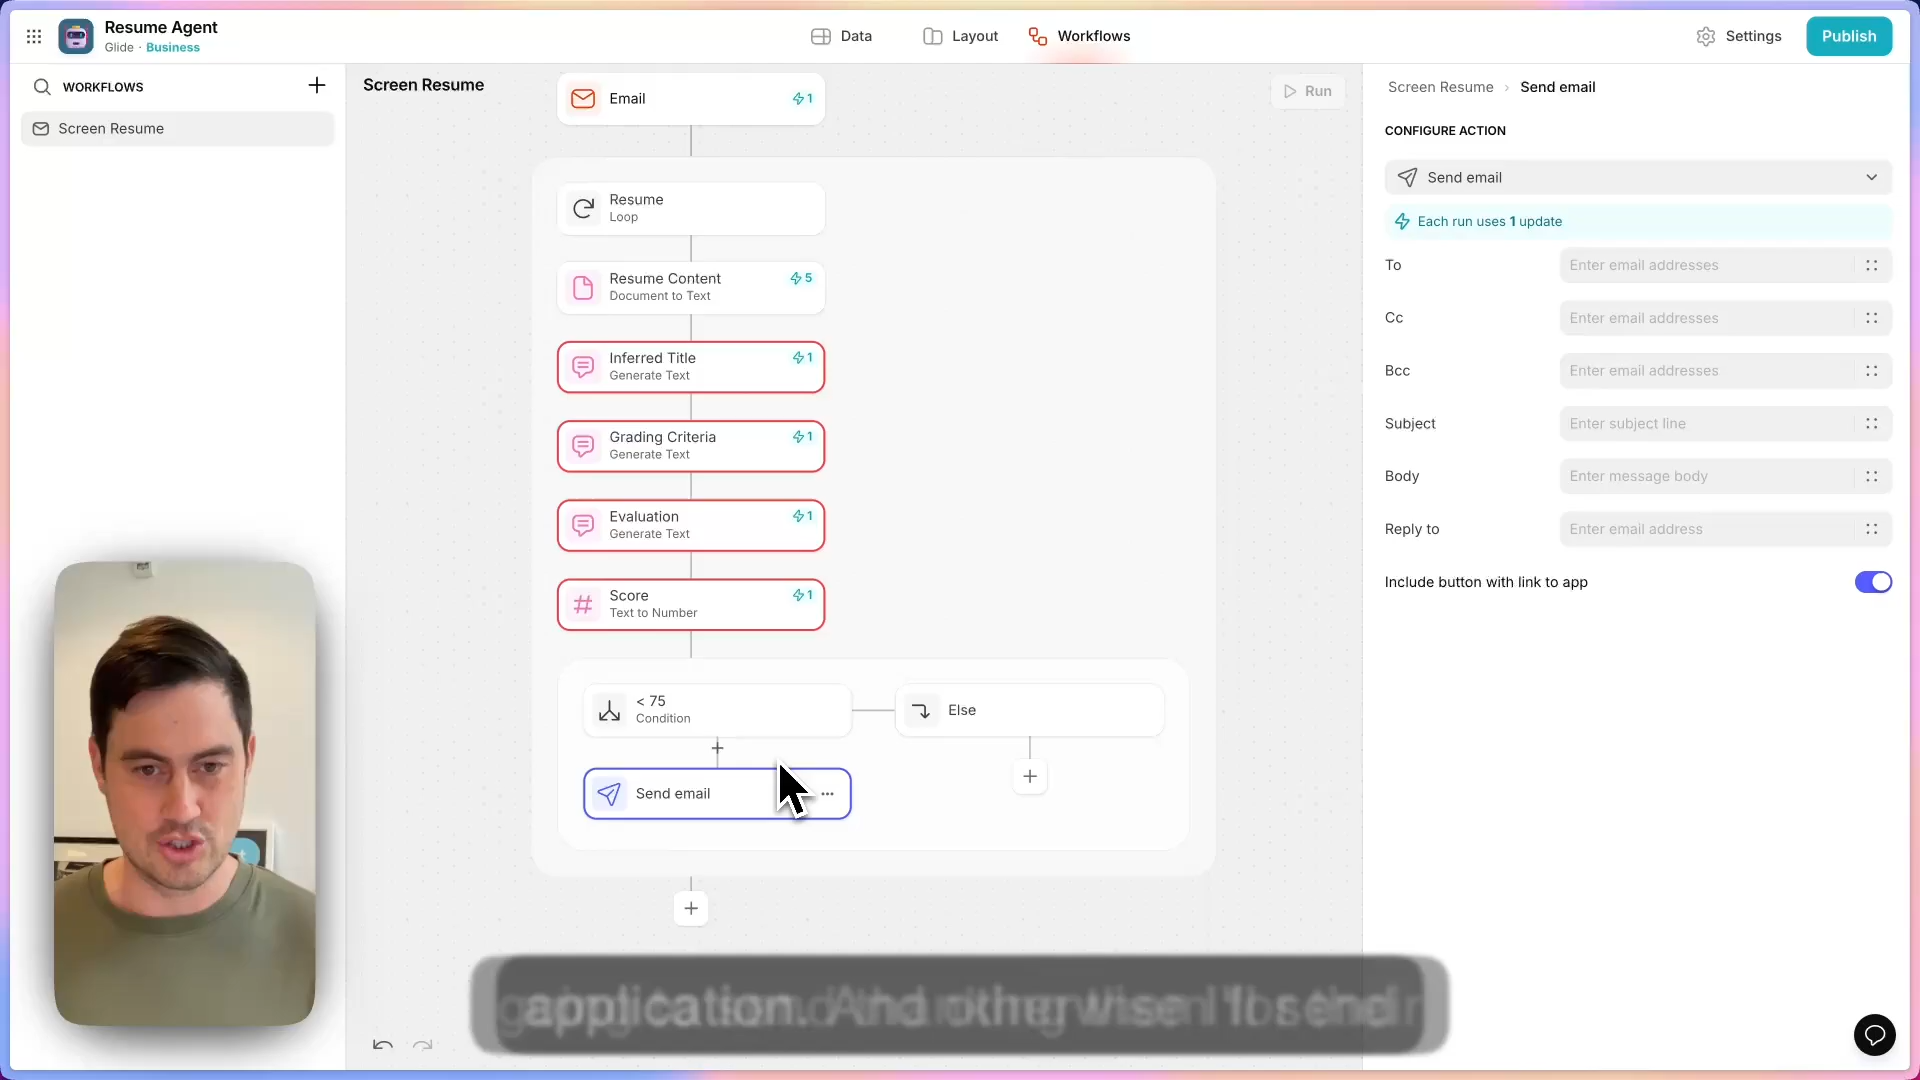 Resume Agent
Glide · Business
Data
Layout
Workflows
Settings
Publish
WORKFLOWS
Screen Resume
Screen Resume
Run
Email
1
Resume
Loop
Resume Content
5
Document to Text
Inferred Title
1
Generate Text
Grading Criteria
1
Generate Text
Evaluation
1
Generate Text
Score
1
Text to Number
< 75
Condition
Else
Send email
Screen Resume › Send email
CONFIGURE ACTION
Send email
Each run uses 1 update
To
Enter email addresses
Cc
Enter email addresses
Bcc
Enter email addresses
Subject
Enter subject line
Body
Enter message body
Reply to
Enter email address
Include button with link to app
application. And otherwise I'll send